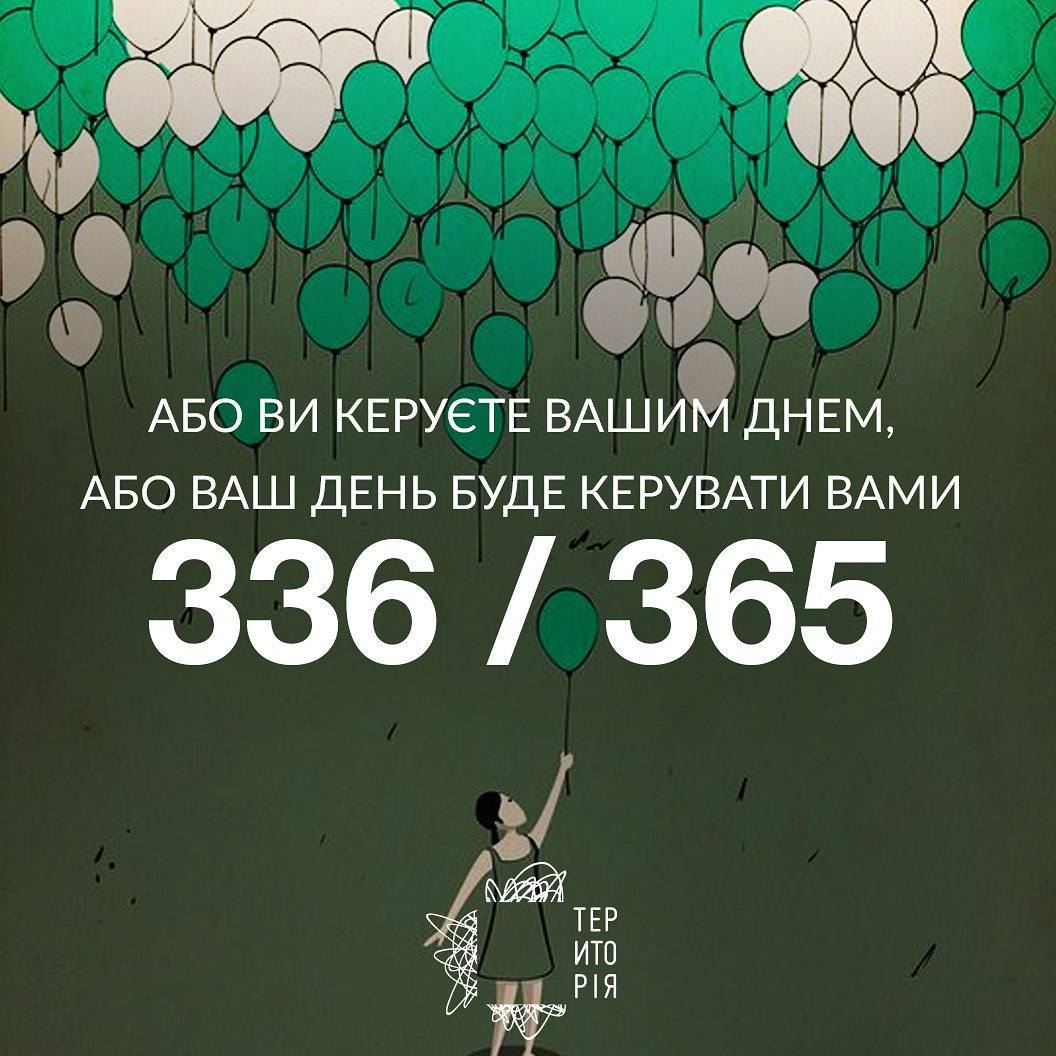 АБО ВИ КЕРУЄТЕ ВАШИМ ДНЕМ,
АБО ВАШ ДЕНЬ БУДЕ КЕРУВАТИ ВАМИ
336 / 365
ТЕР
ИТО
РІЯ